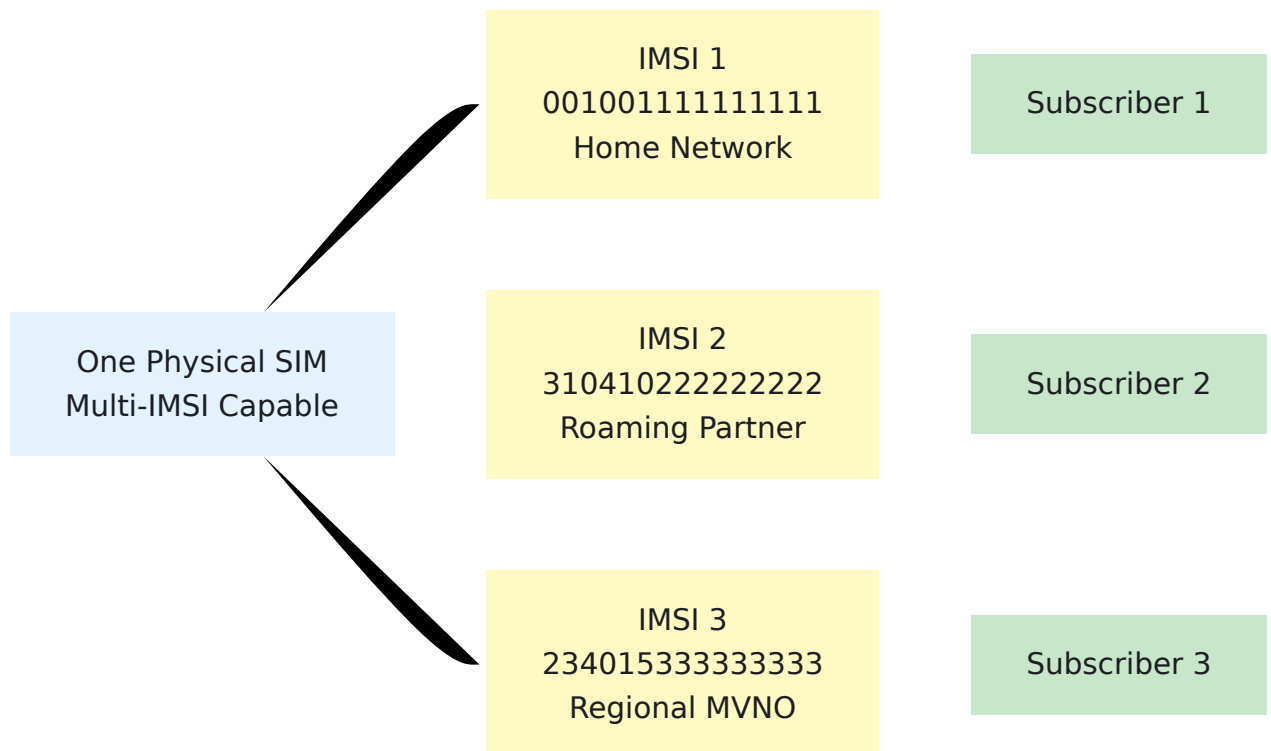 IMSI 1
001001111111111
Home Network
Subscriber 1
One Physical SIM
Multi-IMSI Capable
IMSI 2
310410222222222
Roaming Partner
Subscriber 2
IMSI 3
234015333333333
Regional MVNO
Subscriber 3